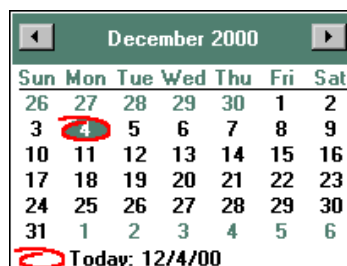 December 2000
Sun Mon Tue Wed Thu Fri Sat
26 27 28 29 30 1 2
3 4 5 6 7 8 9
10 11 12 13 14 15 16
17 18 19 20 21 22 23
24 25 26 27 28 29 30
31 1 2 3 4 5 6
Today: 12/4/00